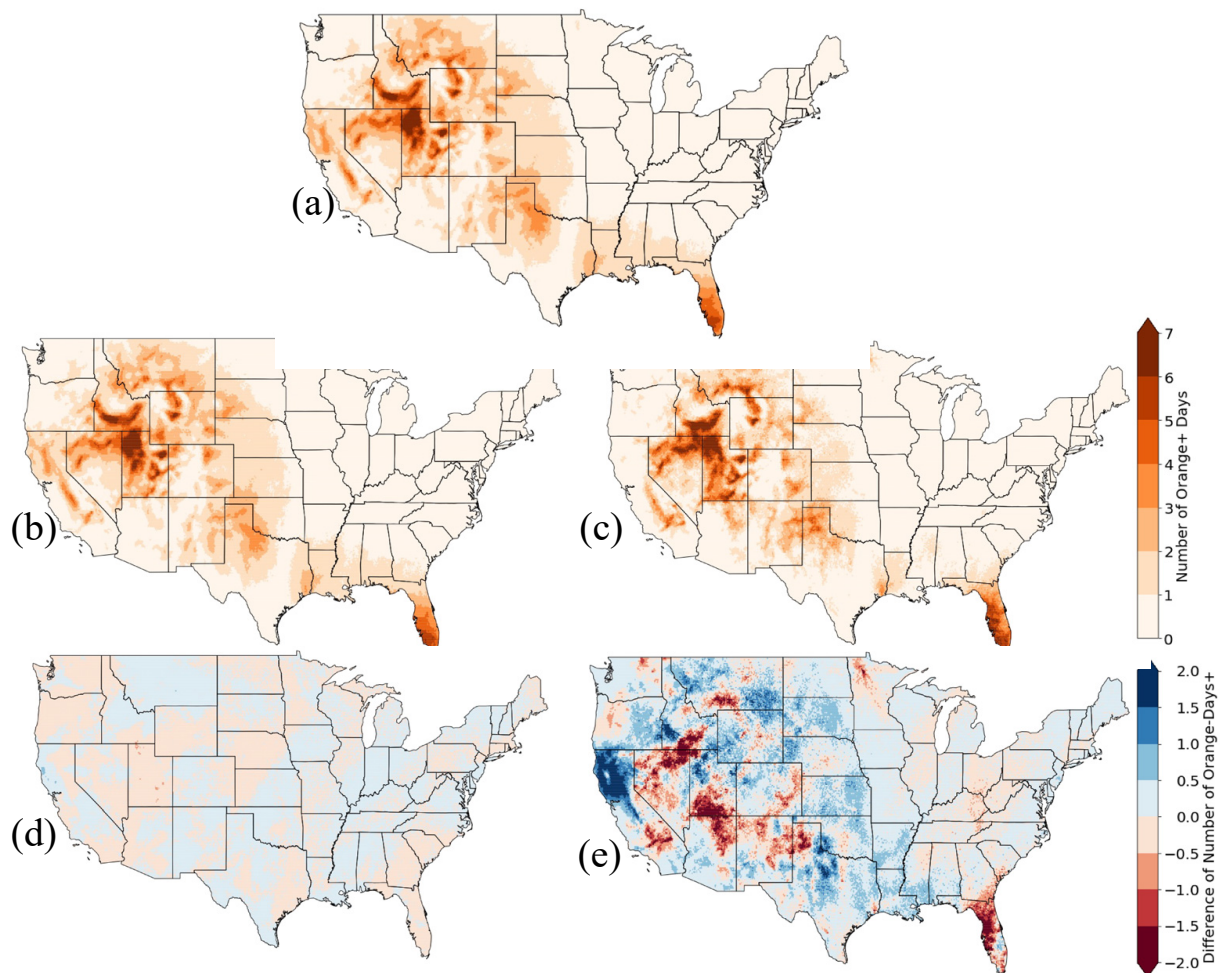 (a)
(b)
(c)
7
6
5
4
3
2
1
0
Number of Orange+ Days
(d)
(e)
2.0
1.5
1.0
0.5
0.0
−0.5
−1.0
−1.5
−2.0
Difference of Number of Orange-Days+